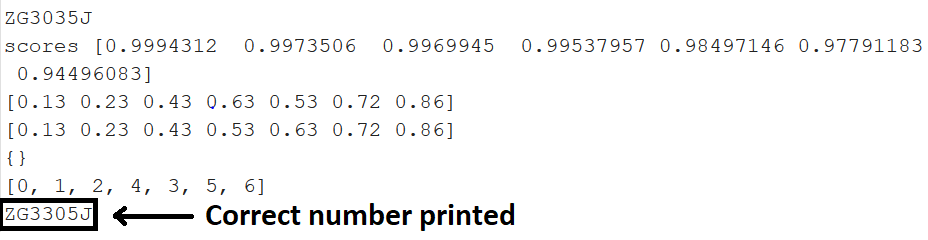 ZG3035J
scores [0.9994312 0.9973506 0.9969945 0.99537957 0.98497146 0.97791183
0.94496083]
[0.13 0.23 0.43 0.63 0.53 0.72 0.86]
[0.13 0.23 0.43 0.53 0.63 0.72 0.86]
{}
[0, 1, 2, 4, 3, 5, 6]
ZG3305J Correct number printed